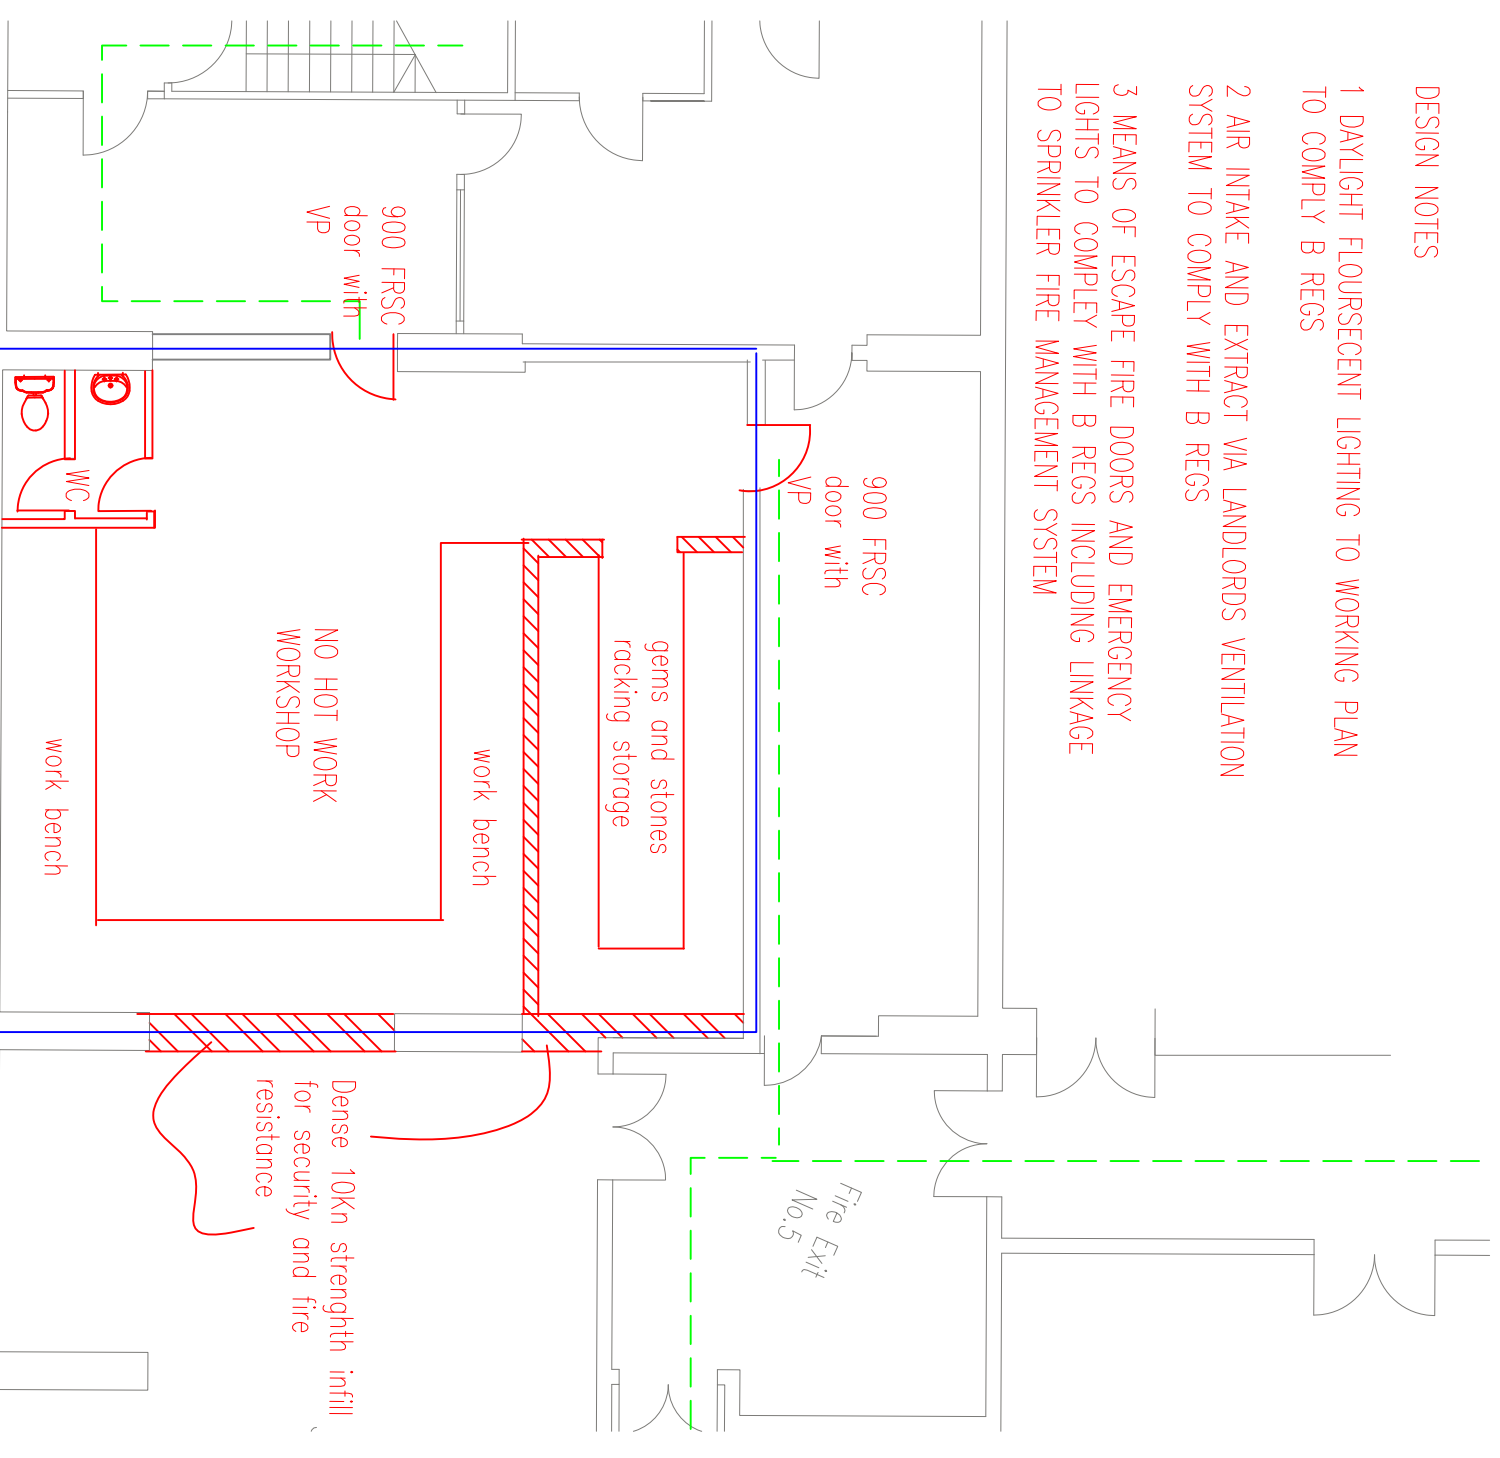 DESIGN NOTES
1 DAYLIGHT FLOURSECENT LIGHTING TO WORKING PLAN
TO COMPLY B REGS
2 AIR INTAKE AND EXTRACT VIA LANDLORDS VENTILATION
SYSTEM TO COMPLY WITH B REGS
3 MEANS OF ESCAPE FIRE DOORS AND EMERGENCY
LIGHTS TO COMPLEY WITH B REGS INCLUDING LINKAGE
TO SPRINKLER FIRE MANAGEMENT SYSTEM
900 FRSC
door with
VP
900 FRSC
door with
VP
WC
gems and stones
racking storage
work bench
NO HOT WORK
WORKSHOP
work bench
Fire Exit
No.5
Dense 10Kn strenghth infill
for security and fire
resistance